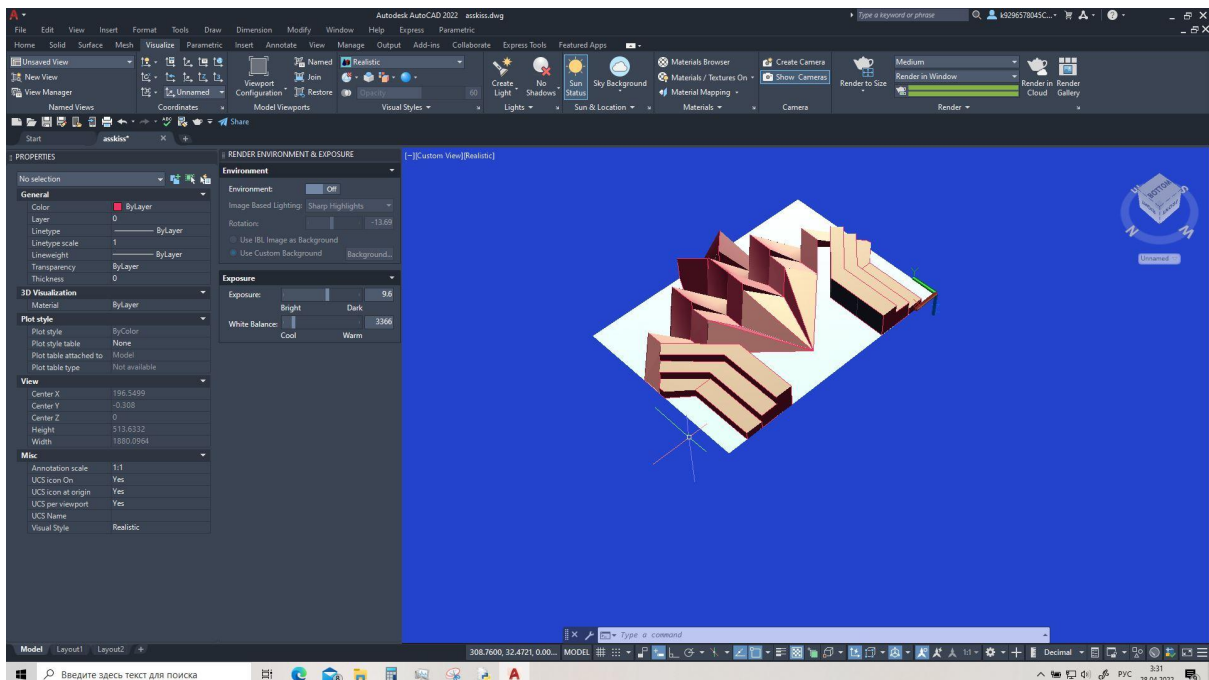 Autodesk AutoCAD 2022 asskiss.dwg
Type a keyword or phrase
k9296578045C...
File Edit View Insert Format Tools Draw Dimension Modify Window Help Express Parametric
Home Solid Surface Mesh Visualize Parametric Insert Annotate View Manage Output Add-ins Collaborate Express Tools Featured Apps
Unsaved View
New View
View Manager
Named Views
Unnamed
Coordinates
Viewport
Configuration
Named
Join
Restore
Model Viewports
Realistic
Opacity
60
Visual Styles
Create
Light
No
Shadows
Lights
Sun
Status
Sky Background
Sun & Location
Materials Browser
Materials / Textures On
Material Mapping
Materials
Create Camera
Show Cameras
Camera
Render to Size
Medium
Render in Window
Render in
Cloud
Render
Gallery
Render
Share
Start
asskiss*
PROPERTIES
No selection
General
Color ByLayer
Layer 0
Linetype ByLayer
Linetype scale 1
Lineweight ByLayer
Transparency ByLayer
Thickness 0
3D Visualization
Material ByLayer
Plot style
Plot style ByColor
Plot style table None
Plot table attached to Model
Plot table type Not available
View
Center X 196.5499
Center Y -0.308
Center Z 0
Height 513.6332
Width 1880.0964
Misc
Annotation scale 1:1
UCS icon On Yes
UCS icon at origin Yes
UCS per viewport Yes
UCS Name
Visual Style Realistic
RENDER ENVIRONMENT & EXPOSURE
Environment
Environment: Off
Image Based Lighting: Sharp Highlights
Rotation: -13.69
Use IBL Image as Background
Use Custom Background Background...
Exposure
Exposure: 9.6
Bright Dark
White Balance: 3366
Cool Warm
[−][Custom View][Realistic]
BOTTOM
Unnamed
Type a command
Model Layout1 Layout2
308.7600, 32.4721, 0.00... MODEL 1:1 Decimal
Введите здесь текст для поиска
РУС
3:31
28.04.2022